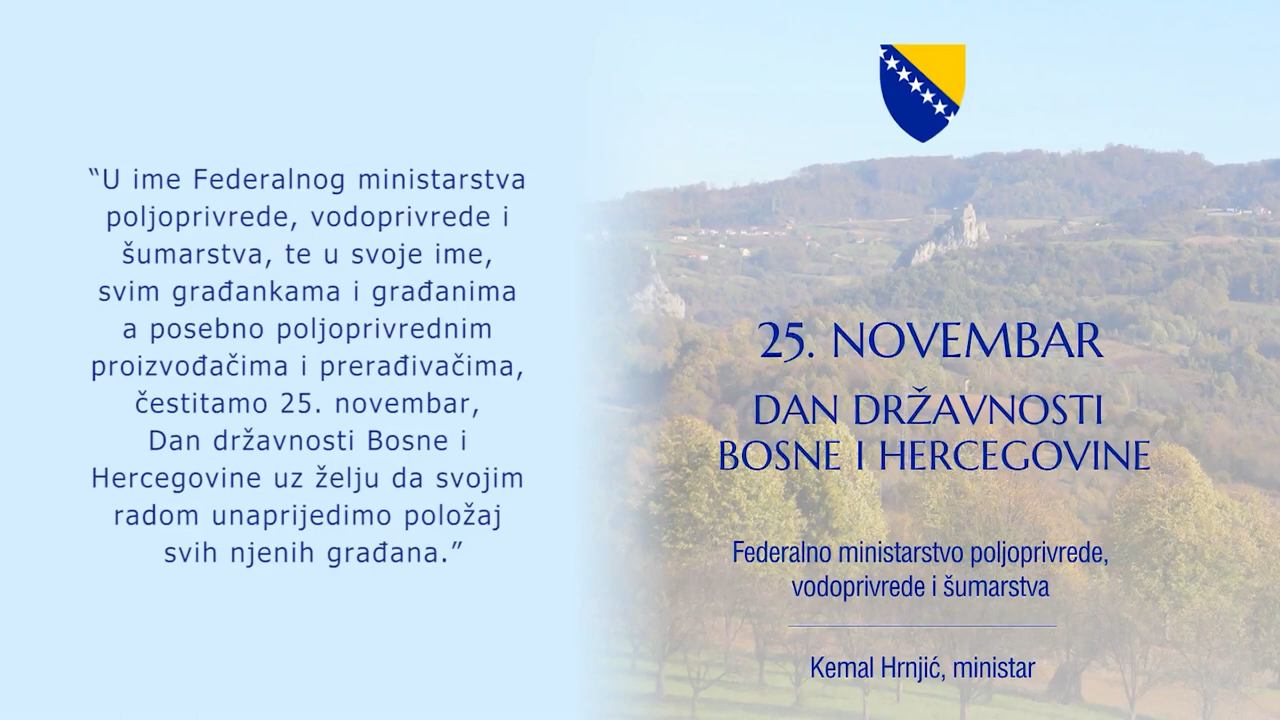 “U ime Federalnog ministarstva
poljoprivrede, vodoprivrede i
šumarstva, te u svoje ime,
svim građankama i građanima
a posebno poljoprivrednim
proizvođačima i prerađivačima,
čestitamo 25. novembar,
Dan državnosti Bosne i
Hercegovine uz želju da svojim
radom unaprijedimo položaj
svih njenih građana.”
25. NOVEMBAR
DAN DRŽAVNOSTI
BOSNE I HERCEGOVINE
Federalno ministarstvo poljoprivrede,
vodoprivrede i šumarstva
Kemal Hrnjić, ministar